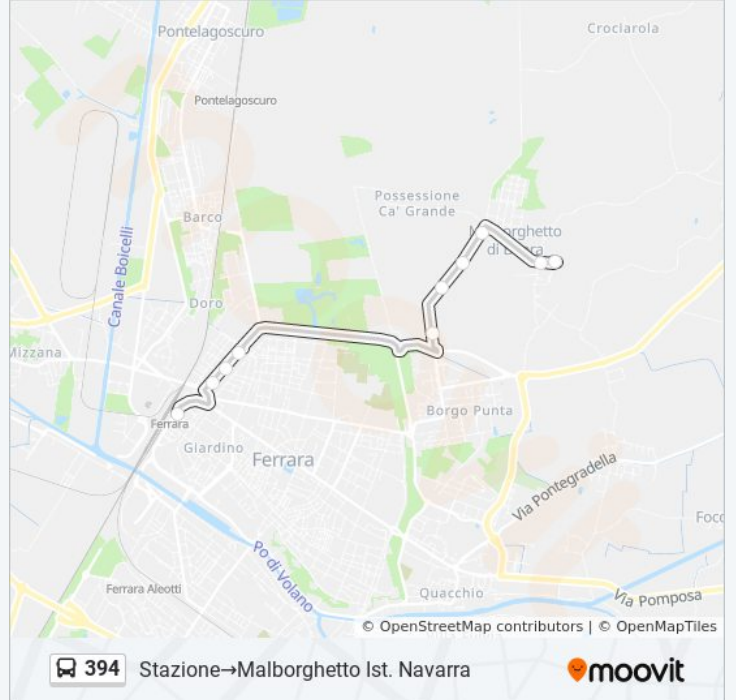 Pontelagoscuro
Crociarola
Pontelagoscuro
Possessione
Ca' Grande
Barco
Canale Boicelli
Doro
Mizzana
Ferrara
Giardino
Ferrara
Borgo Punta
Via Pontegradella
Po di Volano
Ferrara Aleotti
Quacchio
Via Pomposa
© OpenStreetMap contributors | © OpenMapTiles
394 Stazione→Malborghetto Ist. Navarra
moovit